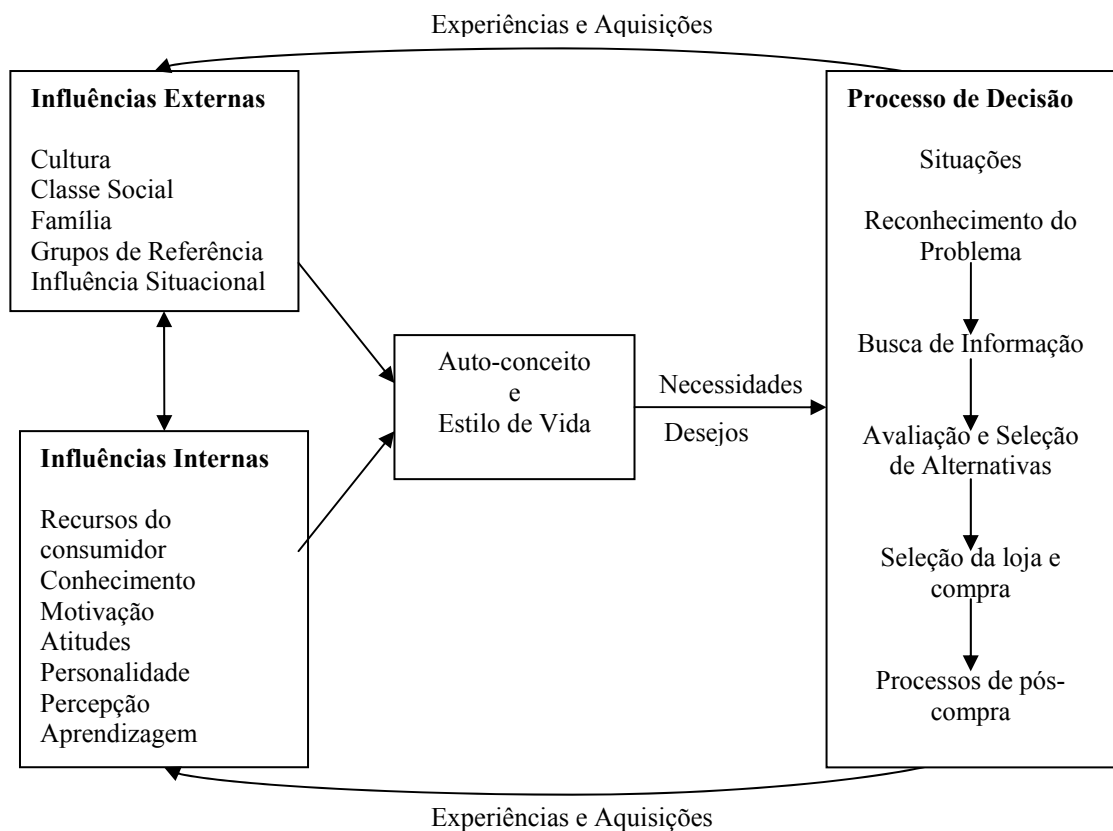 Experiências e Aquisições
Influências Externas
Cultura
Classe Social
Família
Grupos de Referência
Influência Situacional
Influências Internas
Recursos do
consumidor
Conhecimento
Motivação
Atitudes
Personalidade
Percepção
Aprendizagem
Auto-conceito
e
Estilo de Vida
Necessidades
Desejos
Processo de Decisão
Situações
Reconhecimento do
Problema
Busca de Informação
Avaliação e Seleção
de Alternativas
Seleção da loja e
compra
Processos de pós-
compra
Experiências e Aquisições